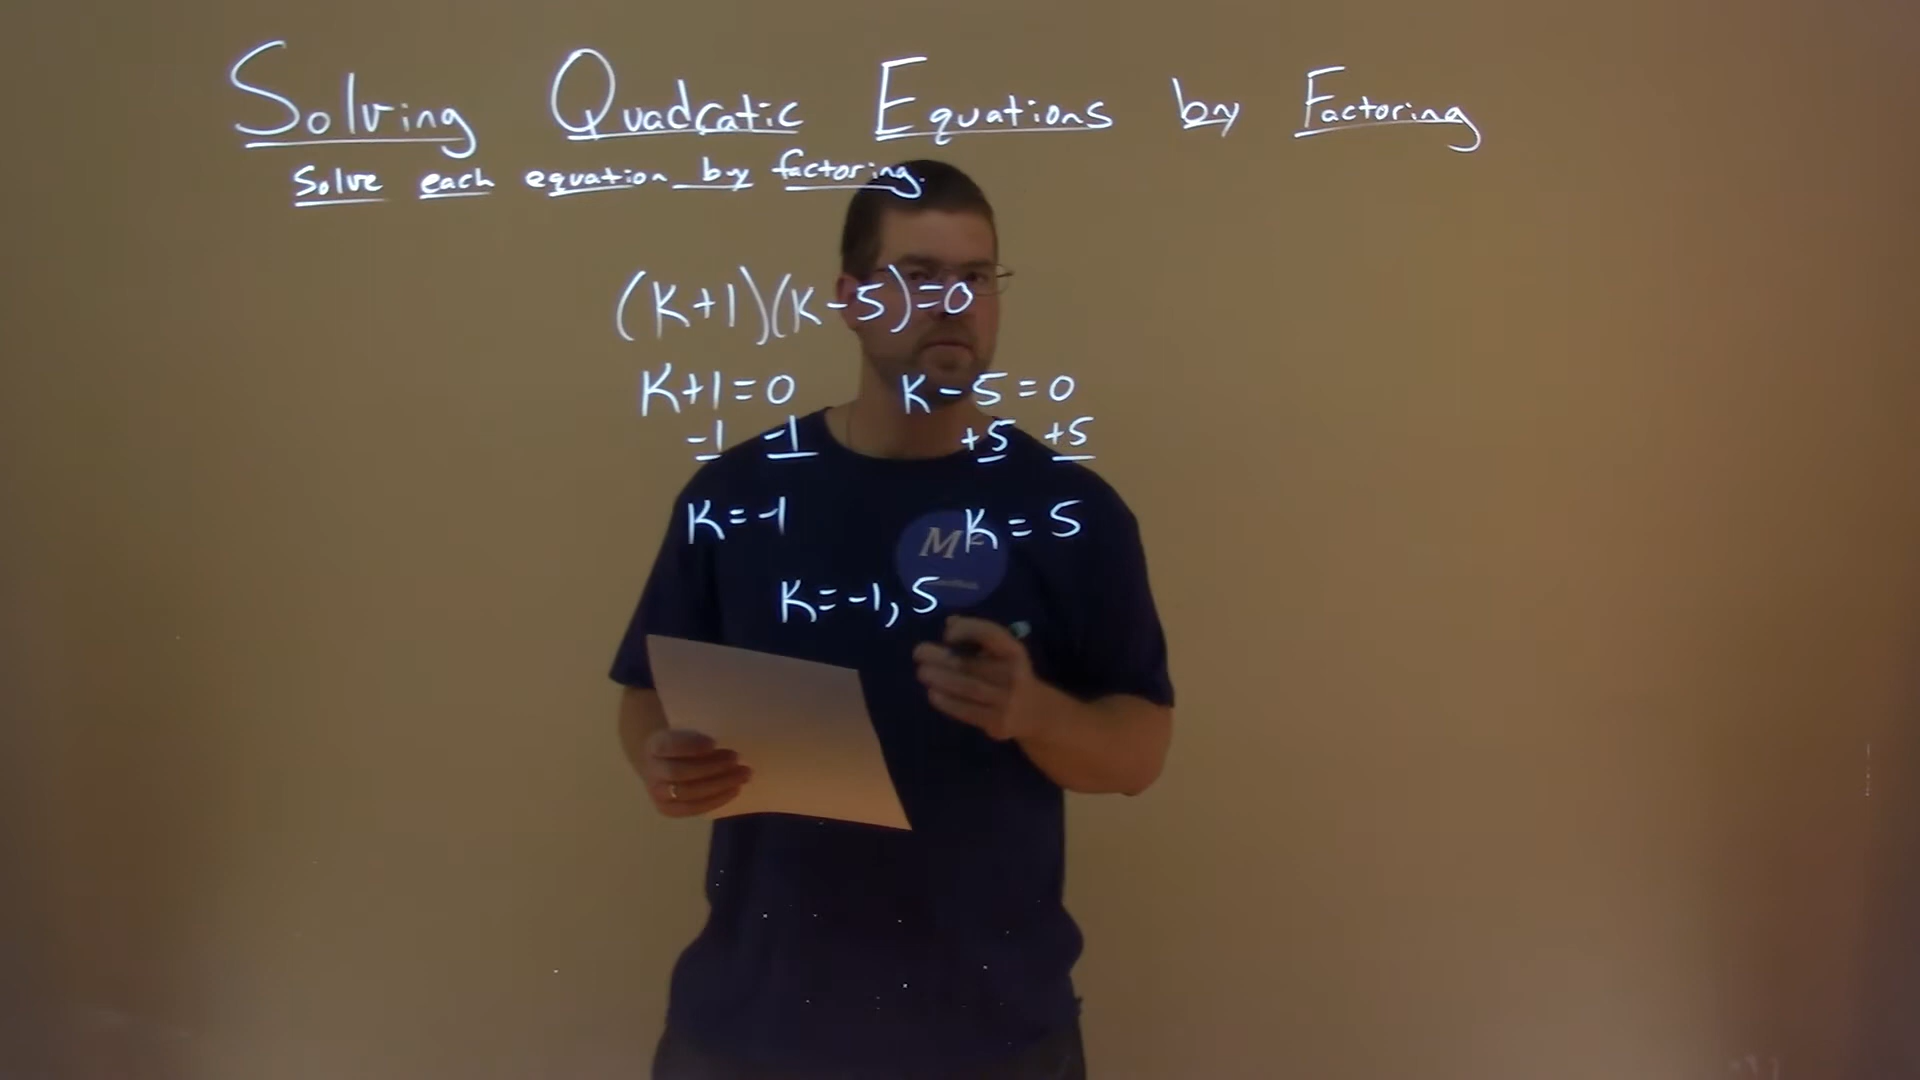 Solving Quadratic Equations by Factoring
Solve each equation by factoring.
(K+1)(K-5)=0
K+1=0 K-5=0
-1 -1 +5 +5
K=-1 K=5
K=-1,5
M²